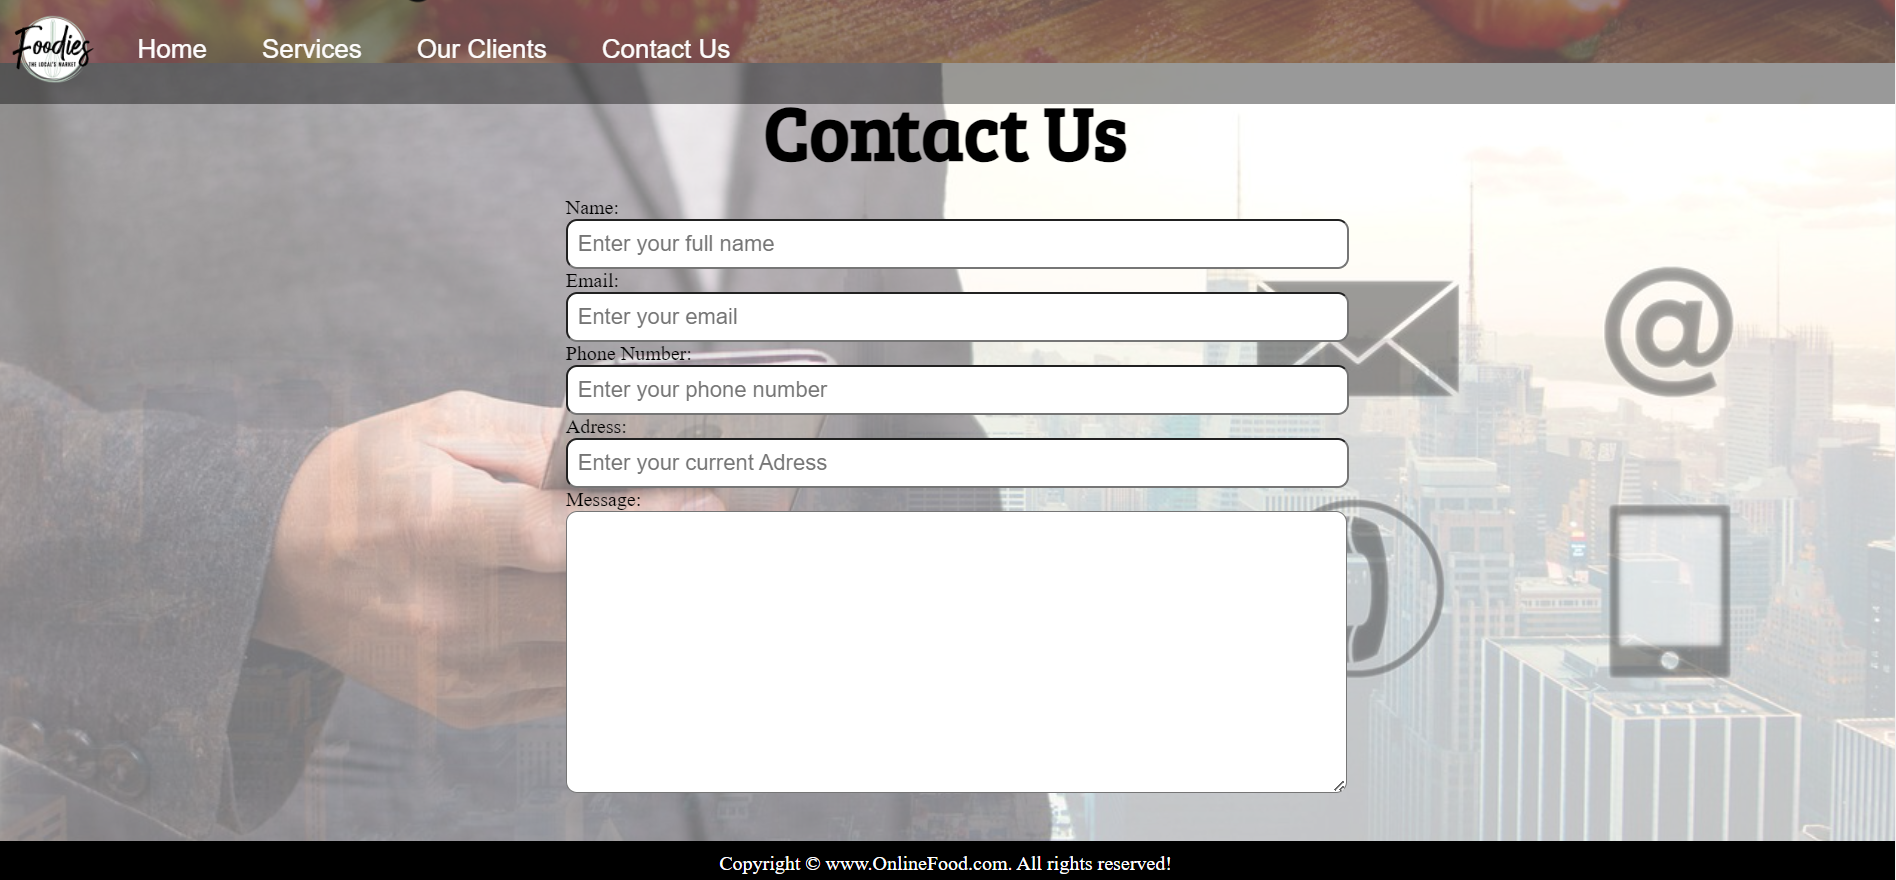 Foodies
THE LOCAL'S MARKET
Home Services Our Clients Contact Us
Contact Us
Name:
Enter your full name
Email:
Enter your email
Phone Number:
Enter your phone number
Adress:
Enter your current Adress
Message:
@
Copyright © www.OnlineFood.com. All rights reserved!